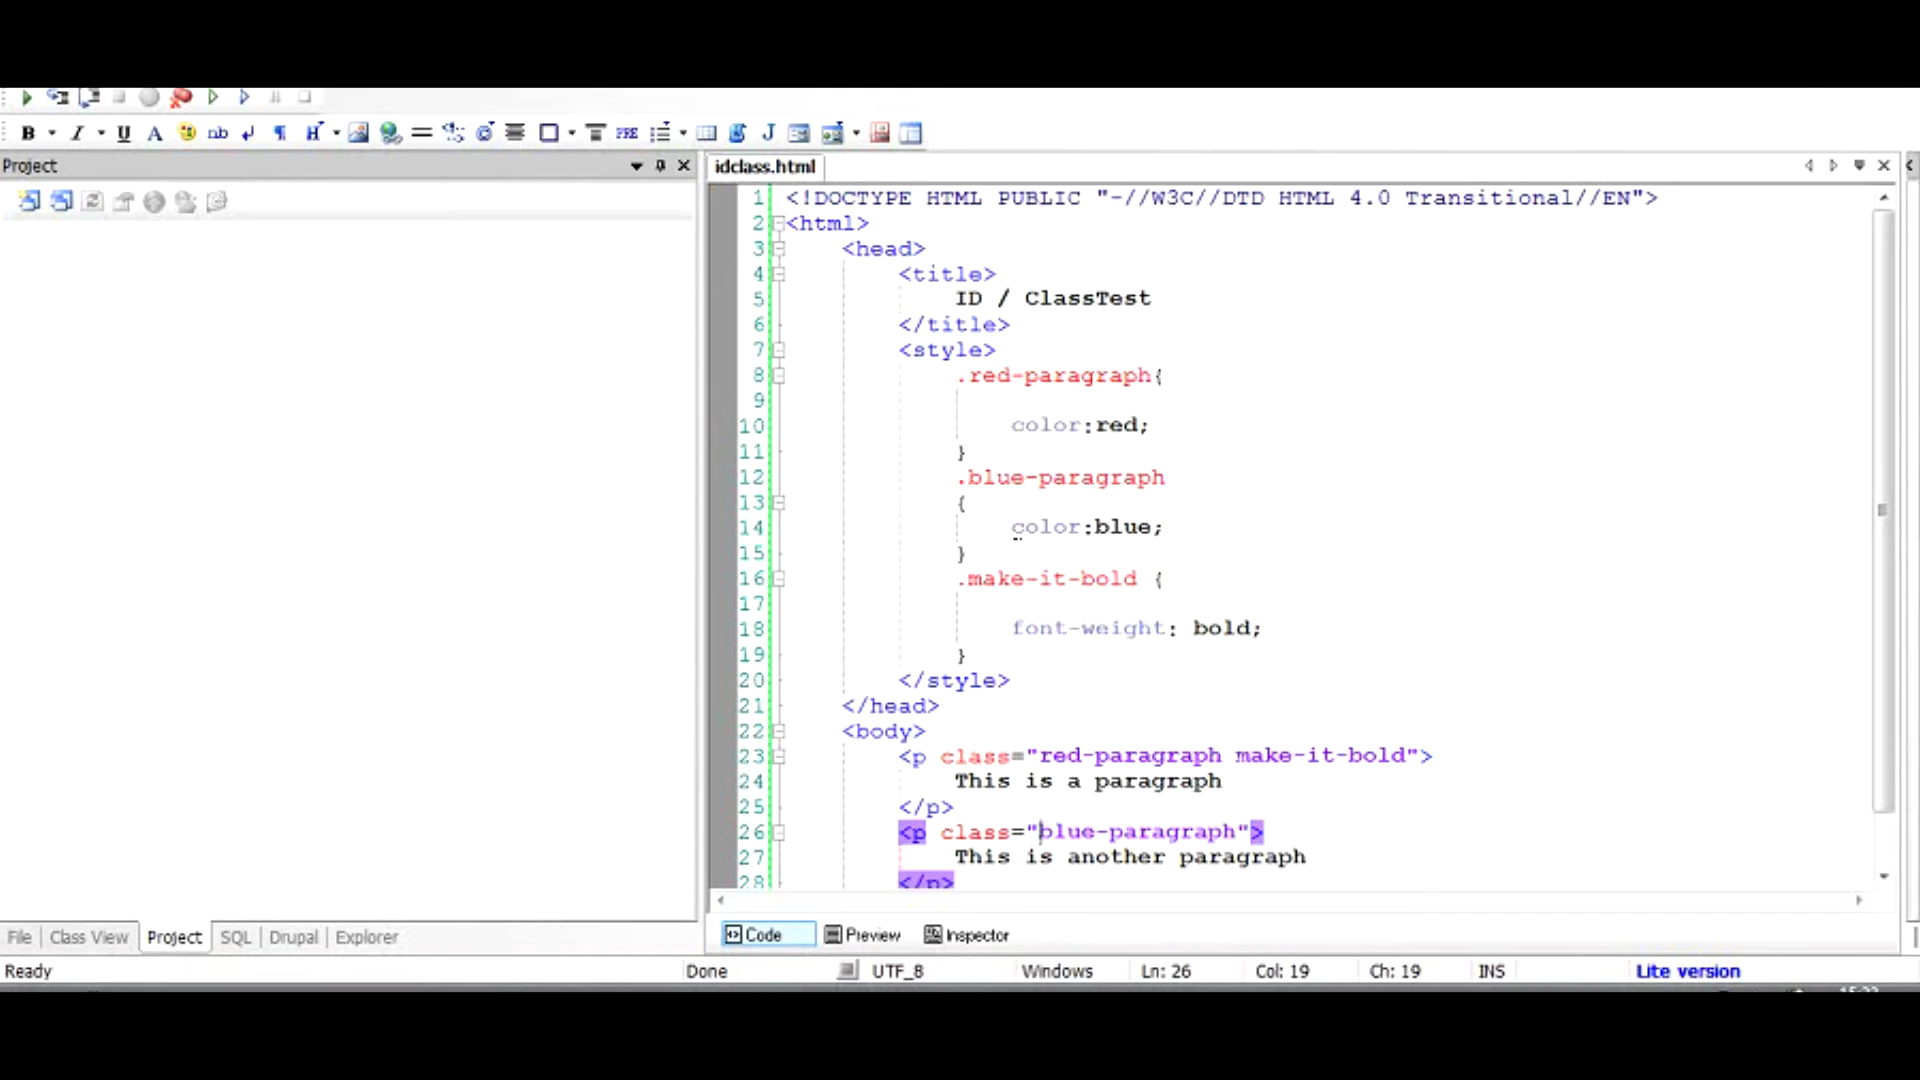 B I U A nb H PRE J
Project
idclass.html
1 <!DOCTYPE HTML PUBLIC "-//W3C//DTD HTML 4.0 Transitional//EN">
2 <html>
3 <head>
4 <title>
5 ID / ClassTest
6 </title>
7 <style>
8 .red-paragraph{
9
10 color:red;
11 }
12 .blue-paragraph
13 {
14 color:blue;
15 }
16 .make-it-bold {
17
18 font-weight: bold;
19 }
20 </style>
21 </head>
22 <body>
23 <p class="red-paragraph make-it-bold">
24 This is a paragraph
25 </p>
26 <p class="blue-paragraph">
27 This is another paragraph
28 </p>
File Class View Project SQL Drupal Explorer
Code Preview Inspector
Ready Done UTF_8 Windows Ln: 26 Col: 19 Ch: 19 INS Lite version